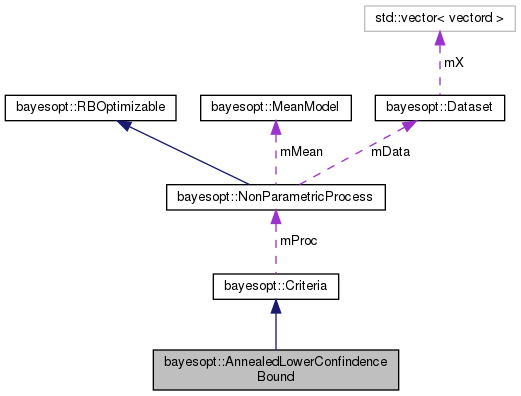 std::vector< vectord >
mX
bayesopt::RBOptimizable
bayesopt::MeanModel
bayesopt::Dataset
mMean
mData
bayesopt::NonParametricProcess
mProc
bayesopt::Criteria
bayesopt::AnnealedLowerConfindence
Bound